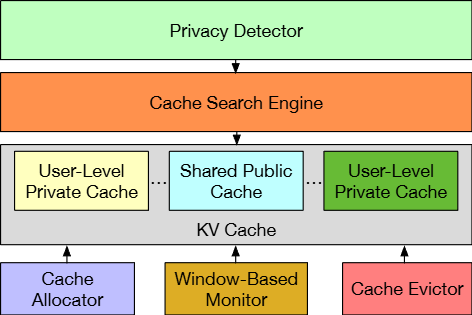 Privacy Detector
Cache Search Engine
User-Level
Private Cache
...
Shared Public
Cache
...
User-Level
Private Cache
KV Cache
Cache
Allocator
Window-Based
Monitor
Cache Evictor